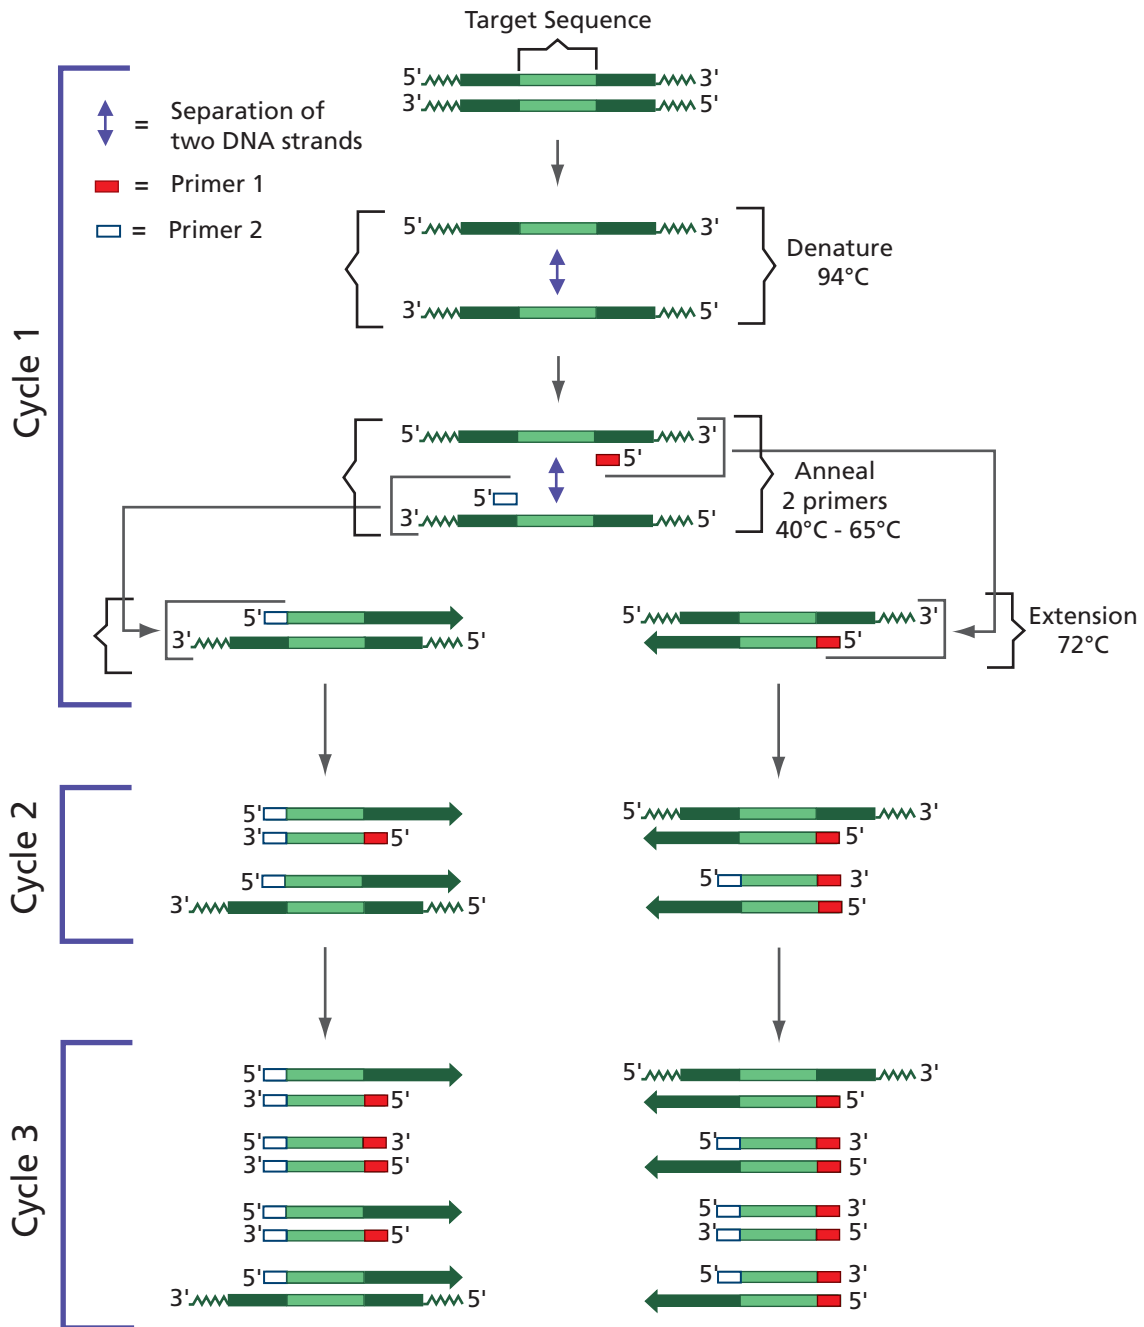 Target Sequence
5' 3'
3' 5'
= Separation of
two DNA strands
= Primer 1
= Primer 2
Cycle 1
5' 3'
Denature
94°C
3' 5'
5' 3'
5'
Anneal
2 primers
40°C - 65°C
5'
3' 5'
5'
3' 5'
5' 3'
5'
Extension
72°C
Cycle 2
5'
3' 5'
5'
3' 5'
5' 3'
5'
5' 3'
5'
Cycle 3
5'
3' 5'
5' 3'
3' 5'
5'
3' 5'
5'
3' 5'
5' 3'
5'
5' 3'
5'
5' 3'
3' 5'
5' 3'
5'